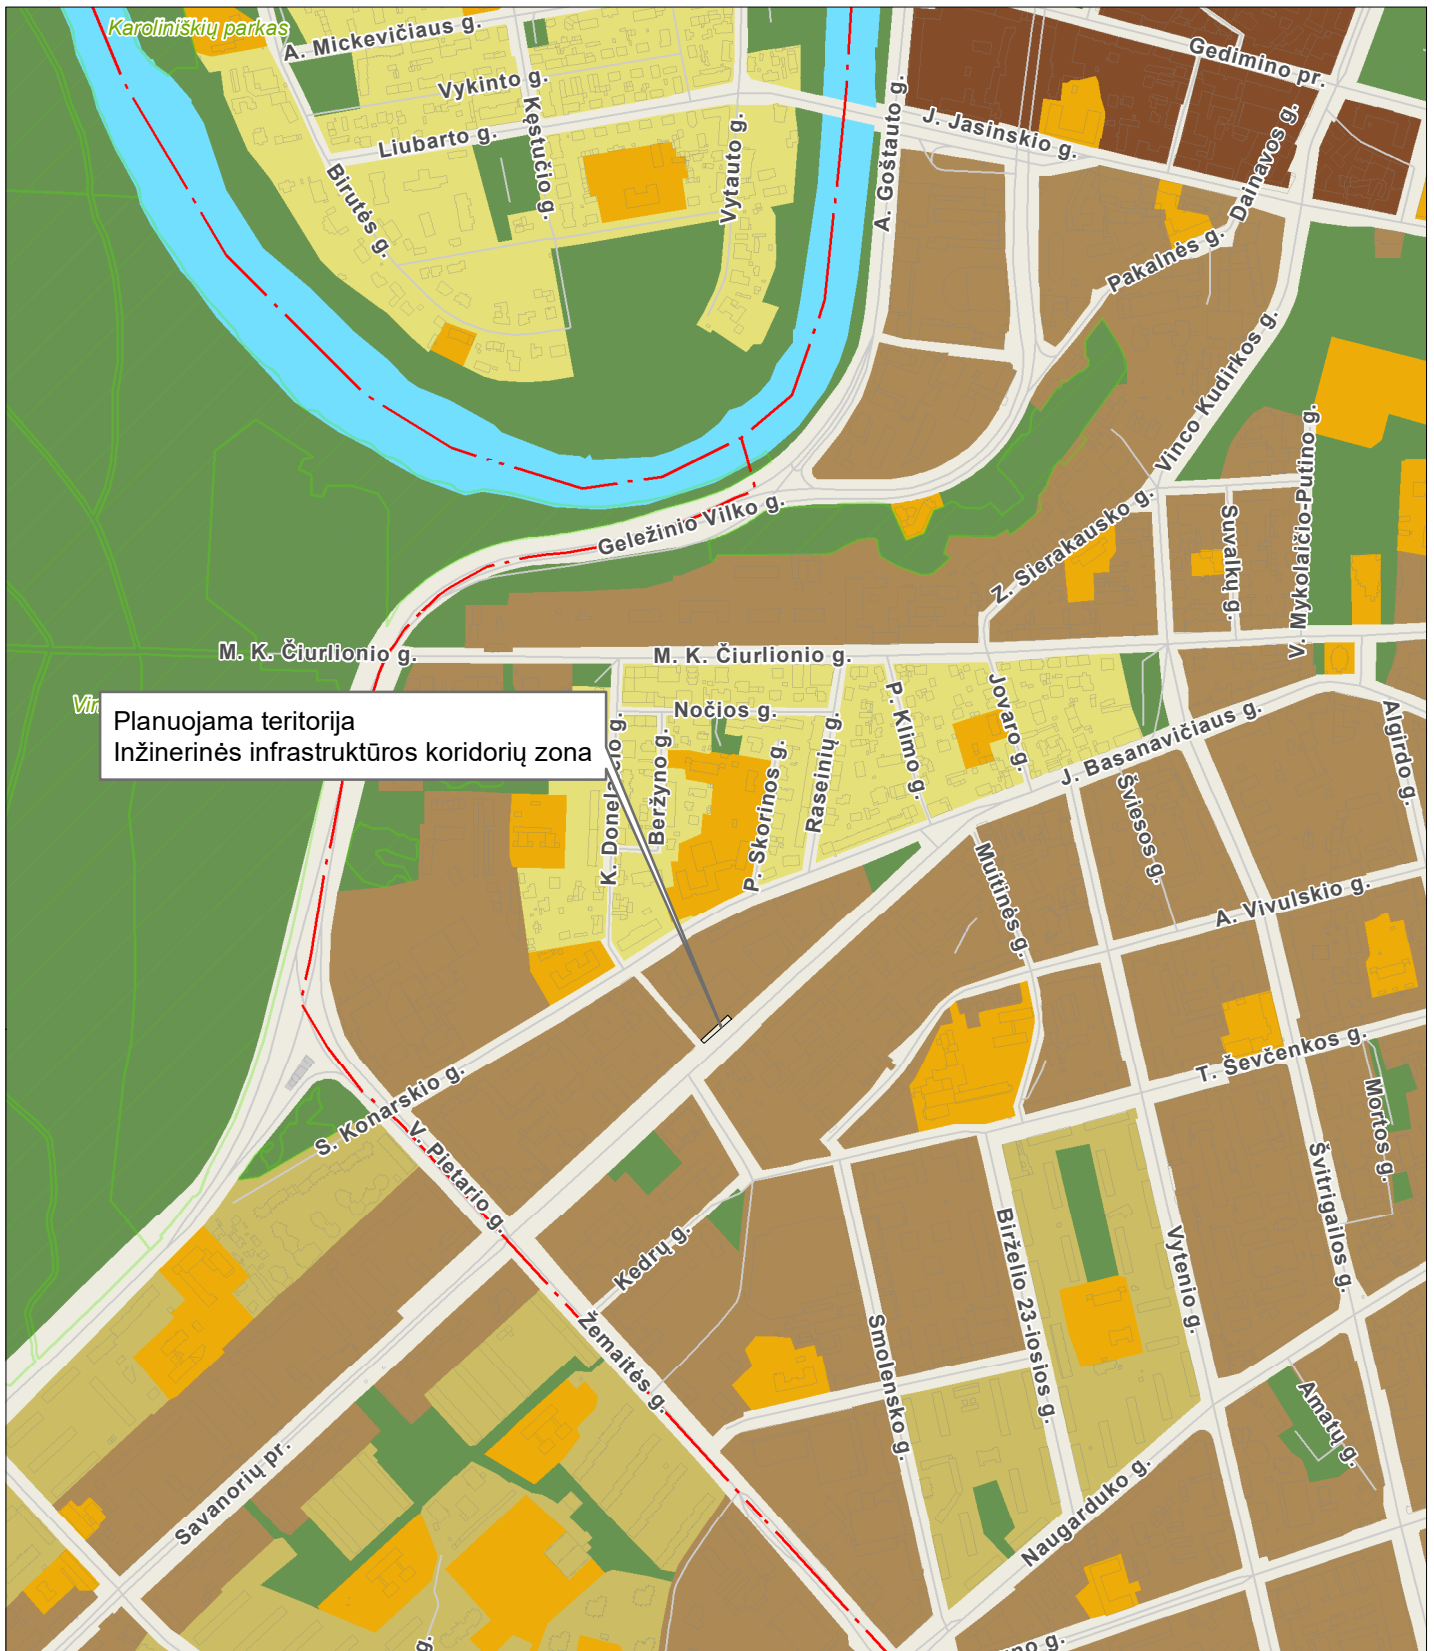 Karoliniškių parkas
A. Mickevičiaus g.
Vykinto g.
Liubarto g.
Kęstučio g.
Birutės g.
Vytauto g.
A. Goštauto g.
Gedimino pr.
J. Jasinskio g.
Dainavos g.
Pakalnės g.
Vinco Kudirkos g.
V. Mykolaičio-Putino g.
Suvalkų g.
Z. Sierakausko g.
Geležinio Vilko g.
M. K. Čiurlionio g.
M. K. Čiurlionio g.
Planuojama teritorija
Inžinerinės infrastruktūros koridorių zona
Nočios g.
Beržyno g.
P. Skorinos g.
Raseinių g.
P. Klimo g.
Jovaro g.
J. Basanavičiaus g.
Algirdo g.
Šviesos g.
Muitinės g.
A. Vivulskio g.
T. Ševčenkos g.
Mortos g.
Švitrigailos g.
S. Konarskio g.
V. Pietario g.
Kedrų g.
Žemaitės g.
Smolensko g.
Birželio 23-iosios g.
Vytenio g.
Amatų g.
Naugarduko g.
Savanorių pr.
g.